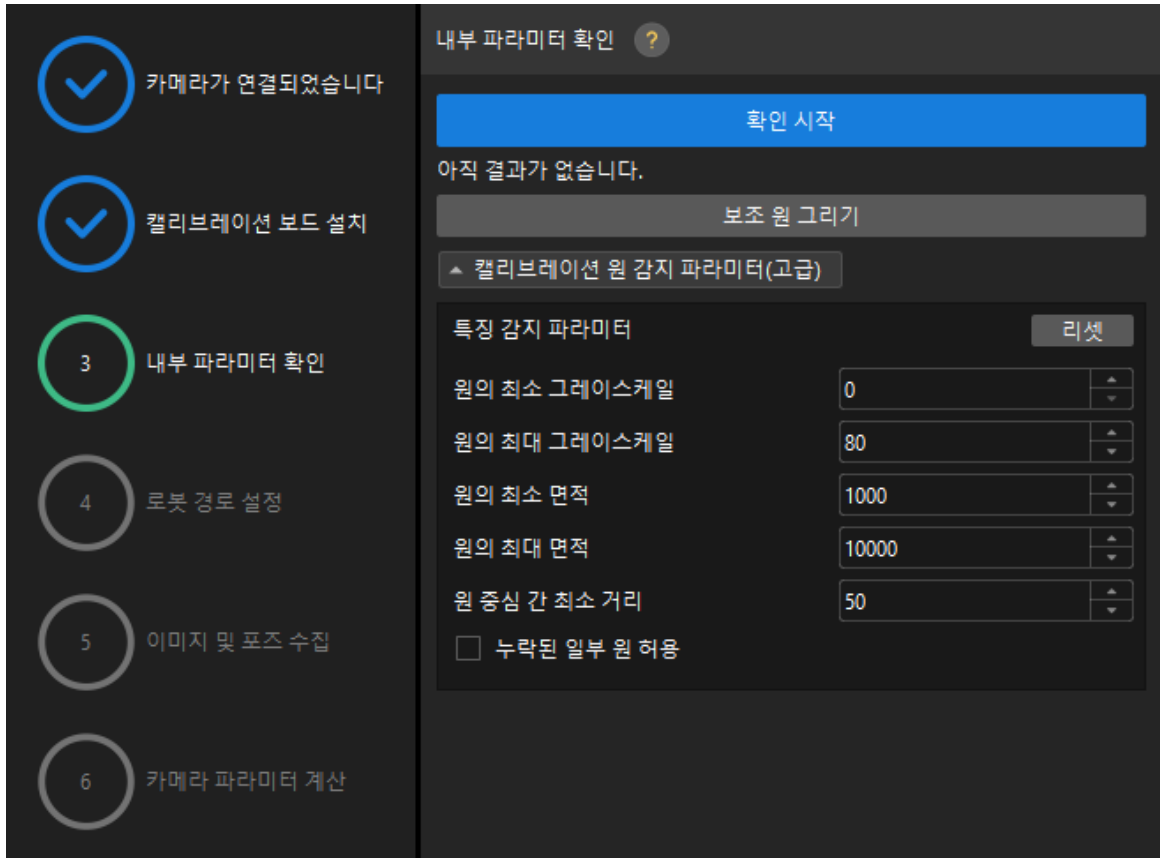 카메라가 연결되었습니다
캘리브레이션 보드 설치
3
내부 파라미터 확인
4
로봇 경로 설정
5
이미지 및 포즈 수집
6
카메라 파라미터 계산
내부 파라미터 확인 ?
확인 시작
아직 결과가 없습니다.
보조 원 그리기
캘리브레이션 원 감지 파라미터(고급)
특징 감지 파라미터 리셋
원의 최소 그레이스케일 0
원의 최대 그레이스케일 80
원의 최소 면적 1000
원의 최대 면적 10000
원 중심 간 최소 거리 50
누락된 일부 원 허용